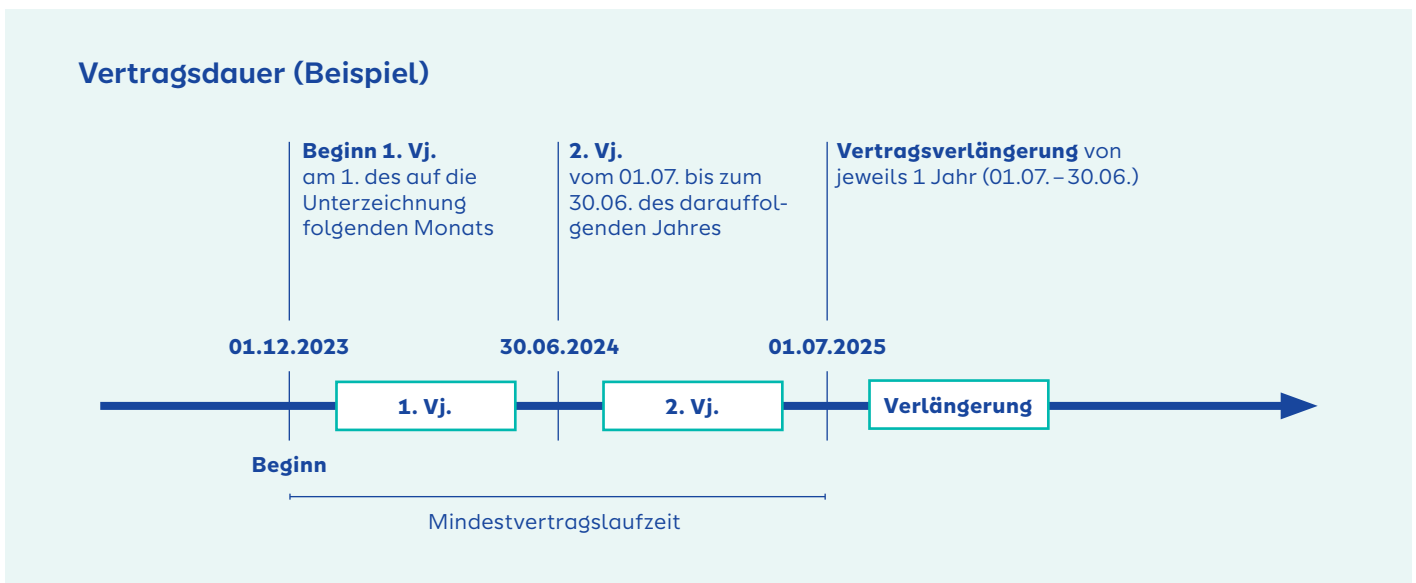 Vertragsdauer (Beispiel)
Beginn 1. Vj.
am 1. des auf die
Unterzeichnung
folgenden Monats
2. Vj.
vom 01.07. bis zum
30.06. des darauffol-
genden Jahres
Vertragsverlängerung von
jeweils 1 Jahr (01.07.–30.06.)
01.12.2023
30.06.2024
01.07.2025
1. Vj.
2. Vj.
Verlängerung
Beginn
Mindestvertragslaufzeit